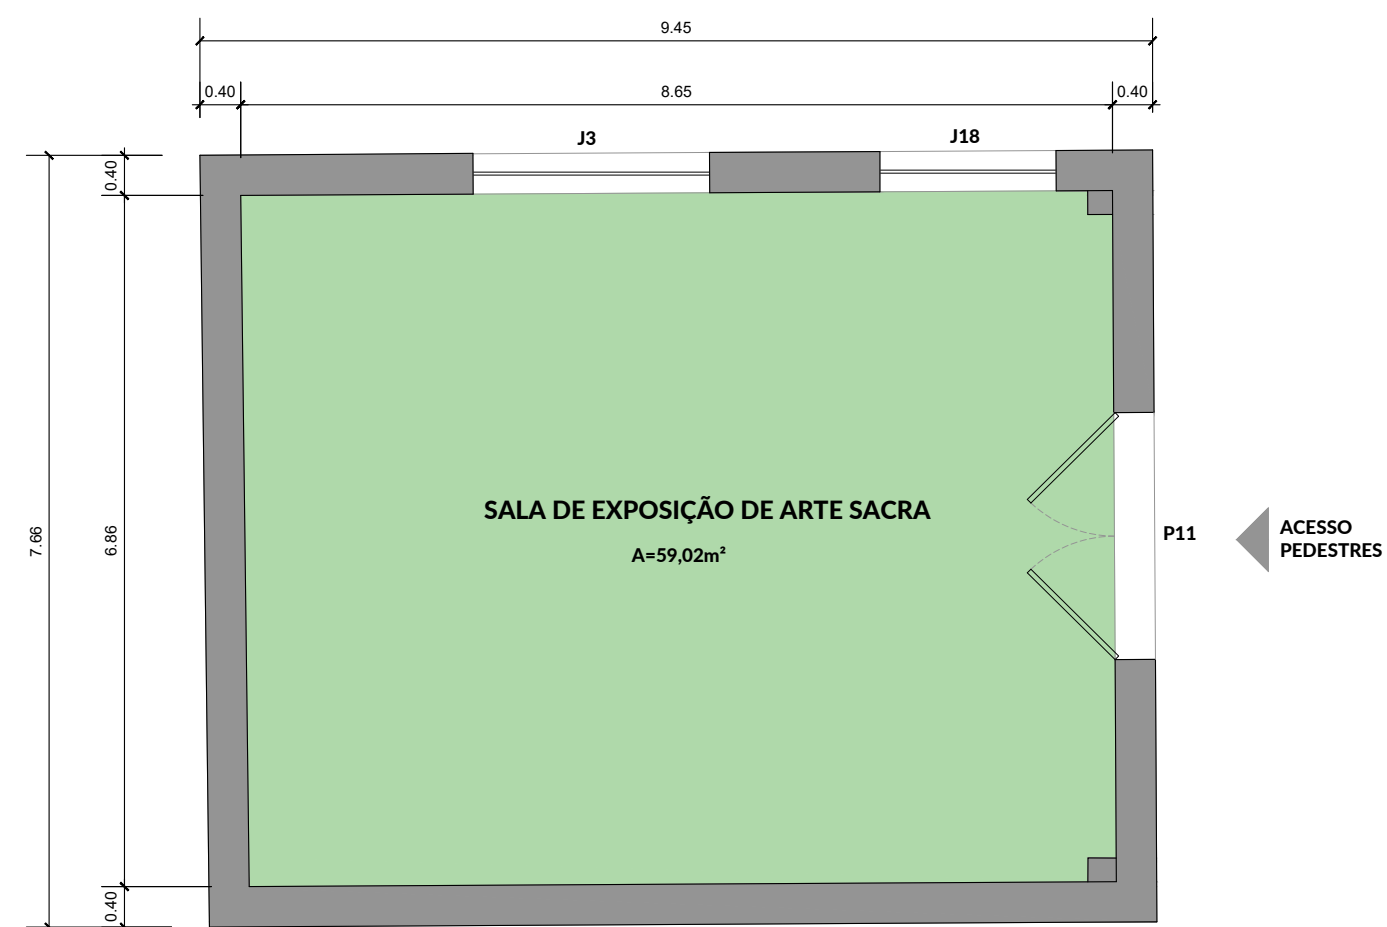 9.45
0.40
8.65
0.40
J3
J18
0.40
7.66
6.86
0.40
SALA DE EXPOSIÇÃO DE ARTE SACRA
A=59,02m²
P11
ACESSO
PEDESTRES